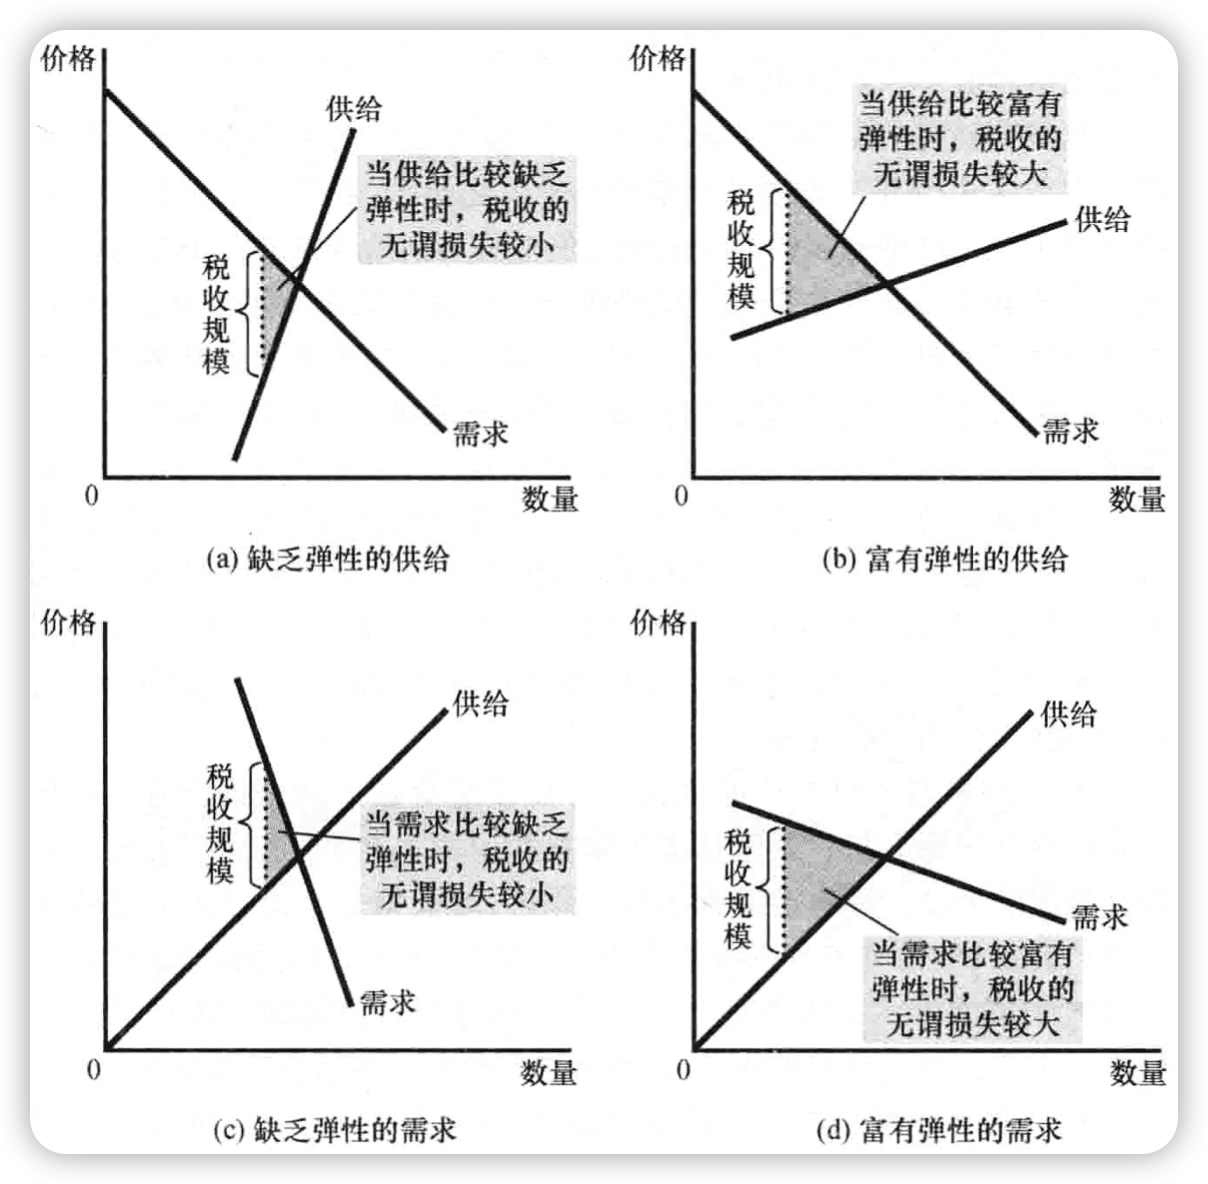 价格
供给
当供给比较缺乏
弹性时，税收的
无谓损失较小
税收规模
需求
0
数量
(a) 缺乏弹性的供给
价格
当供给比较富有
弹性时，税收的
无谓损失较大
税收规模
供给
需求
0
数量
(b) 富有弹性的供给
价格
供给
税收规模
当需求比较缺乏
弹性时，税收的
无谓损失较小
需求
0
数量
(c) 缺乏弹性的需求
价格
供给
税收规模
需求
当需求比较富有
弹性时，税收的
无谓损失较大
0
数量
(d) 富有弹性的需求